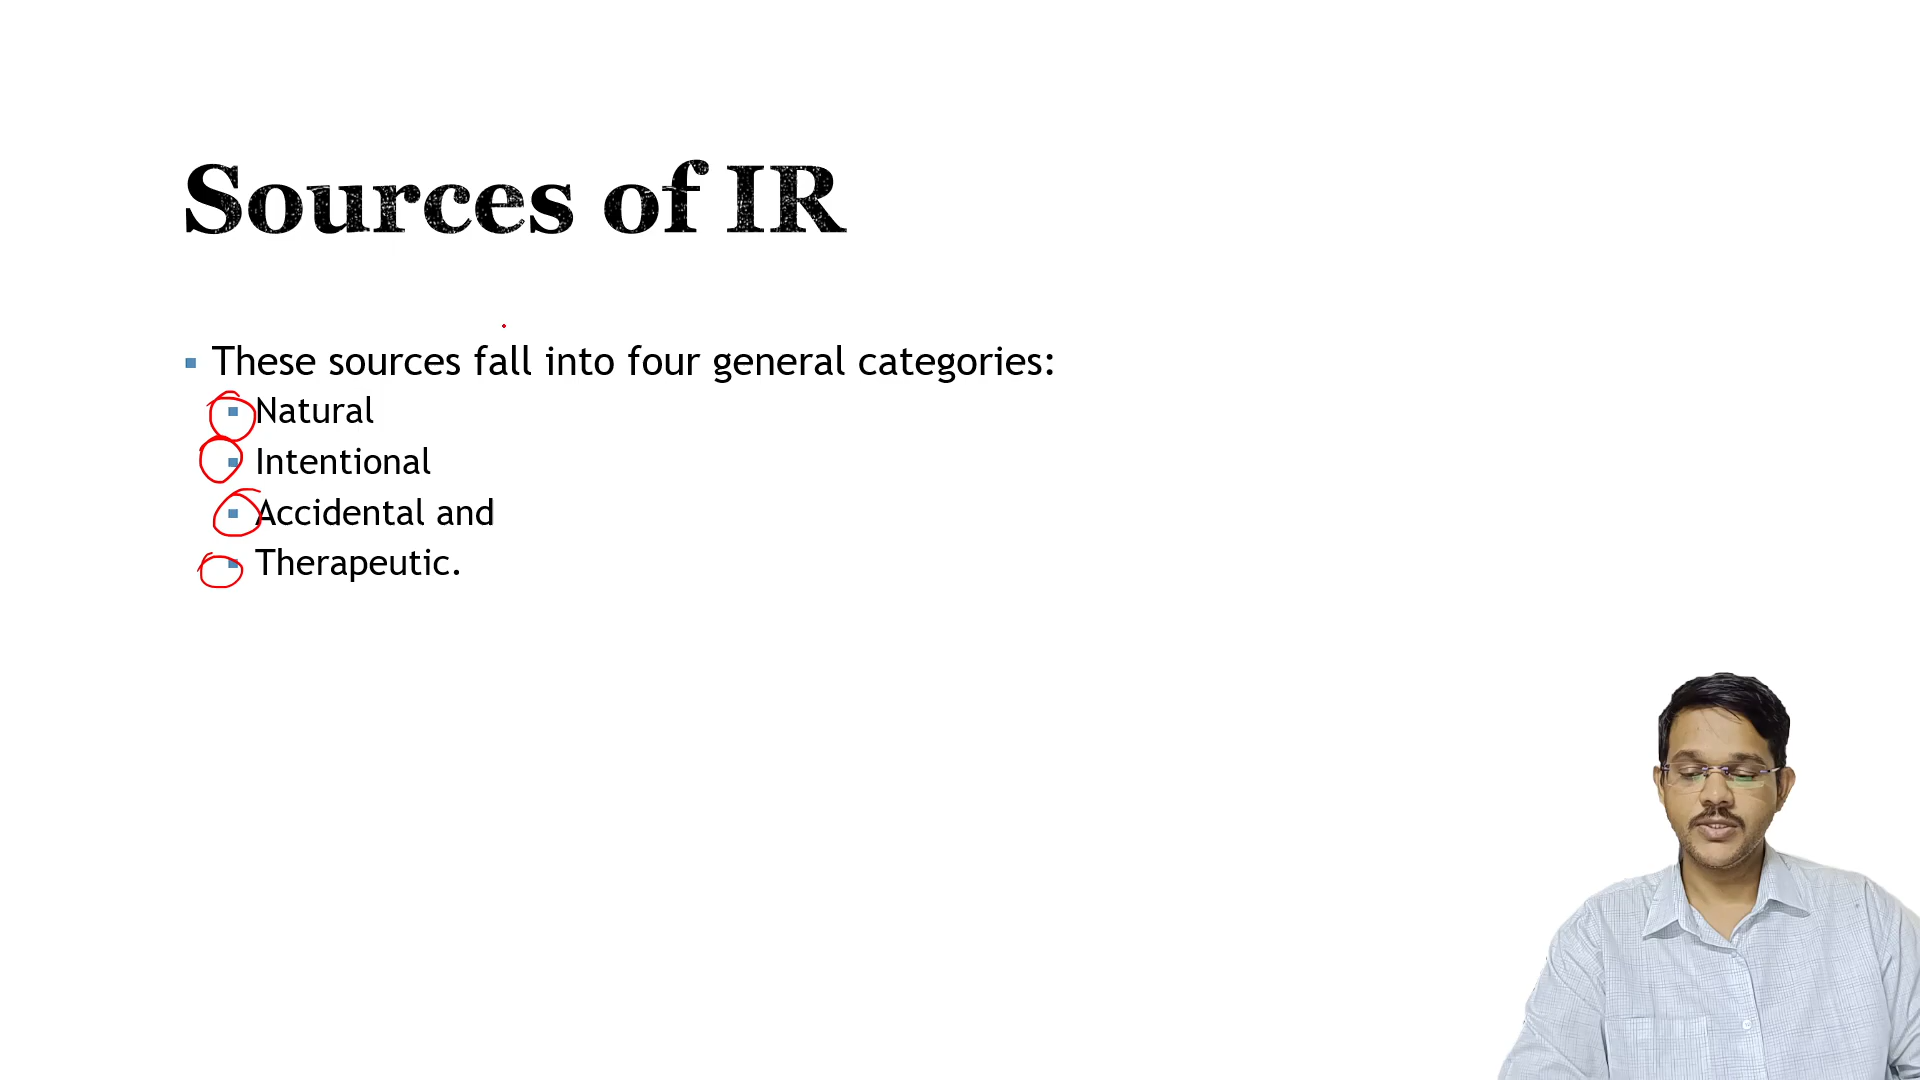 Sources of IR
These sources fall into four general categories:
Natural
Intentional
Accidental and
Therapeutic.